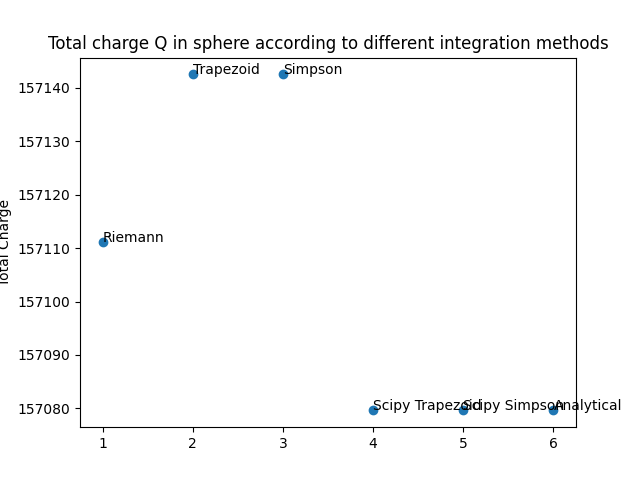 Total charge Q in sphere according to different integration methods
Trapezoid
Simpson
157140
157130
157120
Riemann
157110
157100
157090
Scipy Trapezoid
Scipy Simpson
Analytical
157080
Total Charge
1
2
3
4
5
6